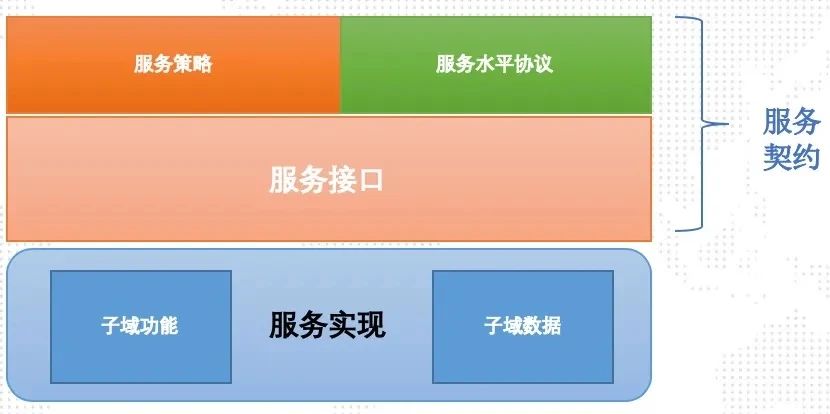 服务策略
服务水平协议
服务接口
服务
契约
子域功能
服务实现
子域数据